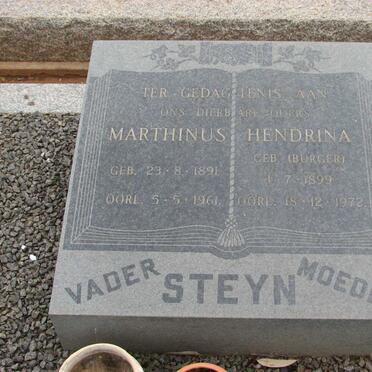 TER GEDAGTENIS AAN
ONS DIERBARE OUERS
MARTHINUS HENDRINA
GEB. (BURGER)
GEB. 23-8-1891 1-7-1899
OORL. 5-5-1961. OORL. 18-12-1972
VADER STEYN MOEDER